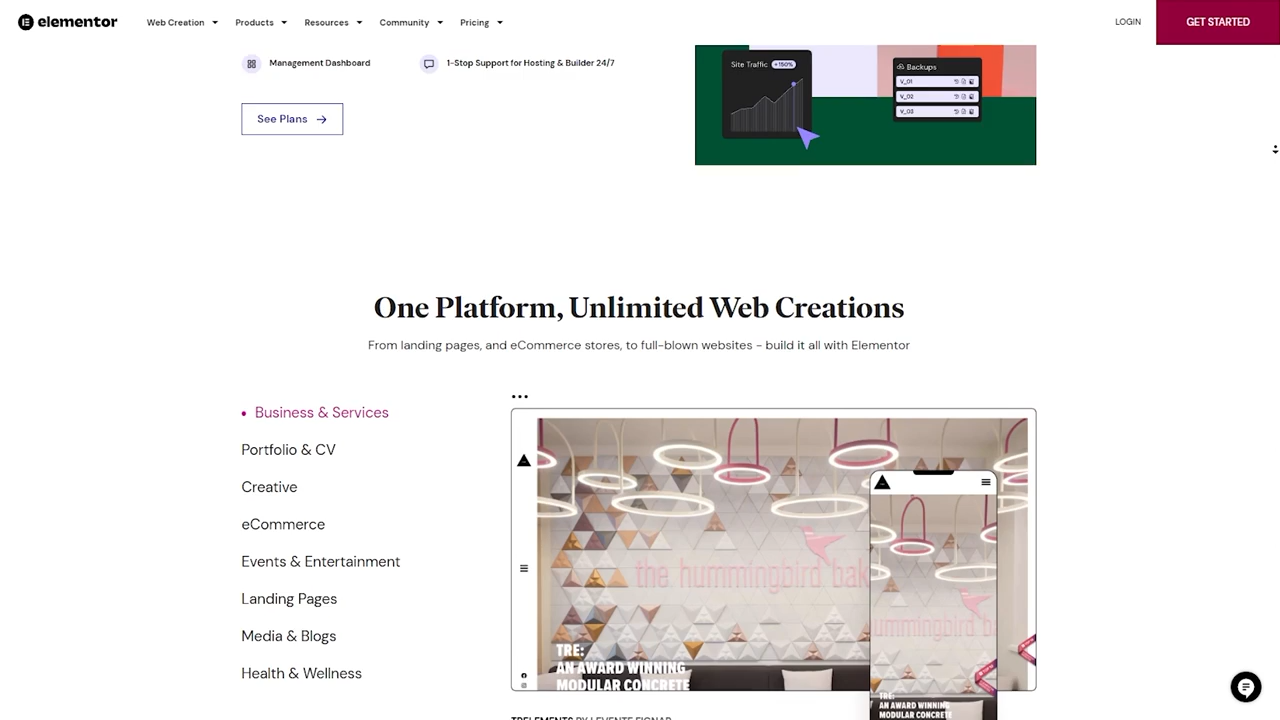 elementor
Web Creation
Products
Resources
Community
Pricing
LOGIN
GET STARTED
Management Dashboard
1-Stop Support for Hosting & Builder 24/7
See Plans
Site Traffic +150%
Backups
V_01
V_02
V_03
One Platform, Unlimited Web Creations
From landing pages, and eCommerce stores, to full-blown websites - build it all with Elementor
Business & Services
Portfolio & CV
Creative
eCommerce
Events & Entertainment
Landing Pages
Media & Blogs
Health & Wellness
the hummingbird bak
TRE:
AN AWARD WINNING
MODULAR CONCRETE
ummingbird ba
TRE:
AN AWARD WINNING
MODULAR CONCRETE
TRELEMENTS BY LEVENTE FIGNAR